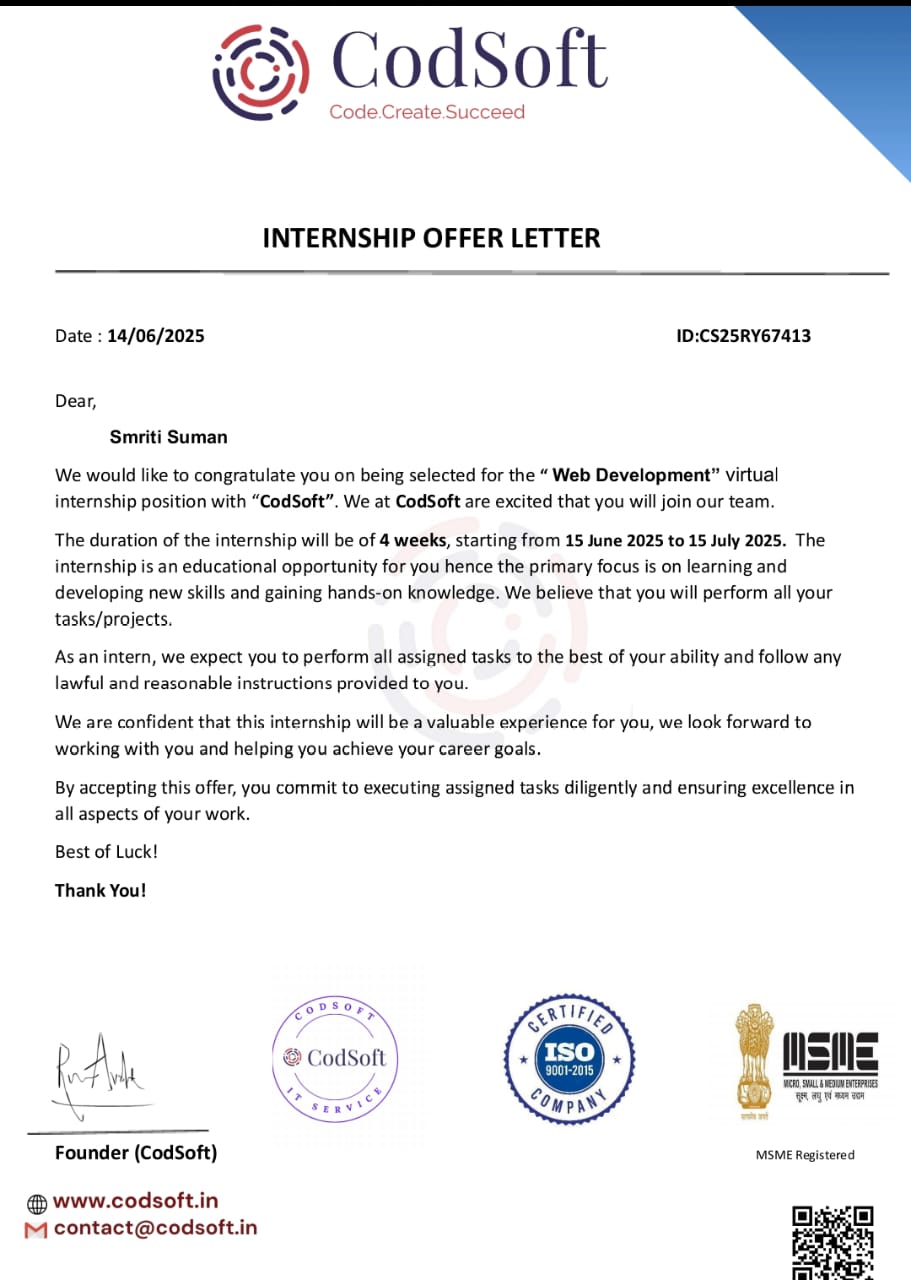 CodSoft
Code.Create.Succeed
INTERNSHIP OFFER LETTER
Date : 14/06/2025 ID:CS25RY67413
Dear,
Smriti Suman
We would like to congratulate you on being selected for the “ Web Development” virtual
internship position with “CodSoft”. We at CodSoft are excited that you will join our team.
The duration of the internship will be of 4 weeks, starting from 15 June 2025 to 15 July 2025. The
internship is an educational opportunity for you hence the primary focus is on learning and
developing new skills and gaining hands-on knowledge. We believe that you will perform all your
tasks/projects.
As an intern, we expect you to perform all assigned tasks to the best of your ability and follow any
lawful and reasonable instructions provided to you.
We are confident that this internship will be a valuable experience for you, we look forward to
working with you and helping you achieve your career goals.
By accepting this offer, you commit to executing assigned tasks diligently and ensuring excellence in
all aspects of your work.
Best of Luck!
Thank You!
CODSOFT
CodSoft
IT SERVICE
CERTIFIED
ISO
9001-2015
COMPANY
सत्यमेव जयते
MSME
MICRO, SMALL & MEDIUM ENTERPRISES
सूक्ष्म, लघु एवं मध्यम उद्यम
Founder (CodSoft)
MSME Registered
www.codsoft.in
contact@codsoft.in